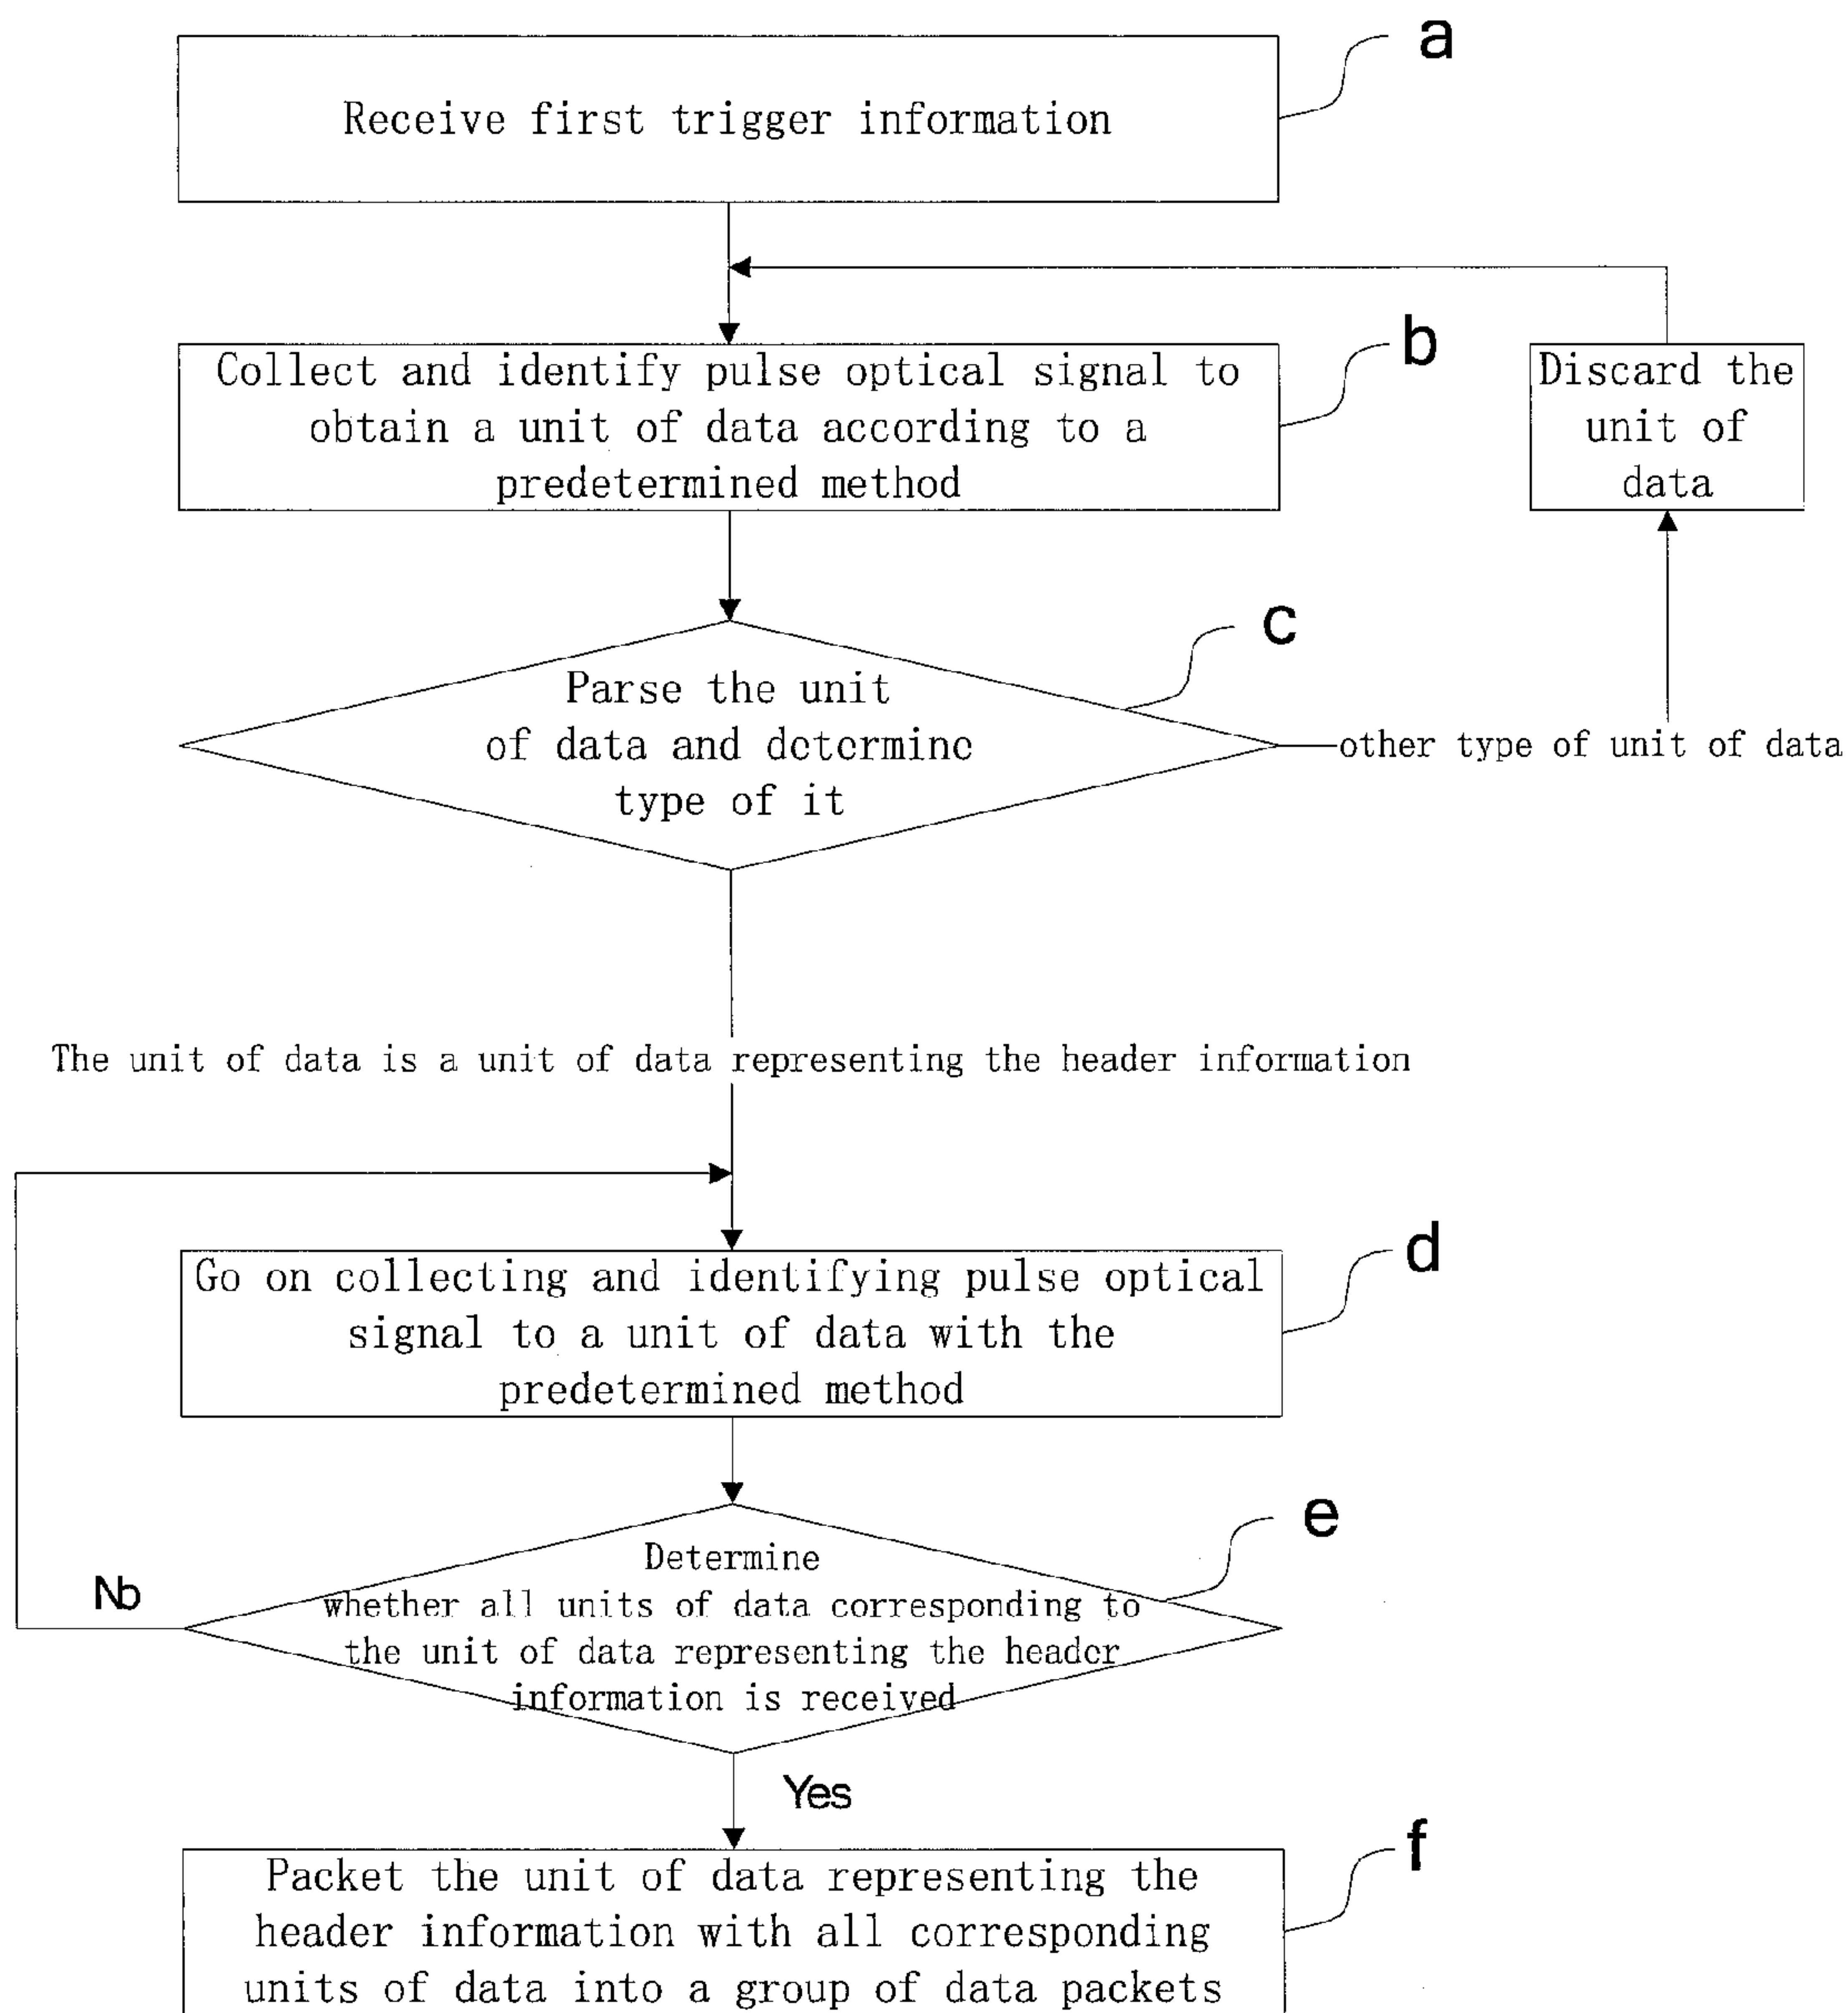 a
Receive first trigger information
b
Collect and identify pulse optical signal to
obtain a unit of data according to a
predetermined method
Discard the
unit of
data
c
Parse the unit
of data and determine
type of it
other type of unit of data
The unit of data is a unit of data representing the header information
d
Go on collecting and identifying pulse optical
signal to a unit of data with the
predetermined method
e
Determine
whether all units of data corresponding to
the unit of data representing the header
information is received
No
Yes
f
Packet the unit of data representing the
header information with all corresponding
units of data into a group of data packets